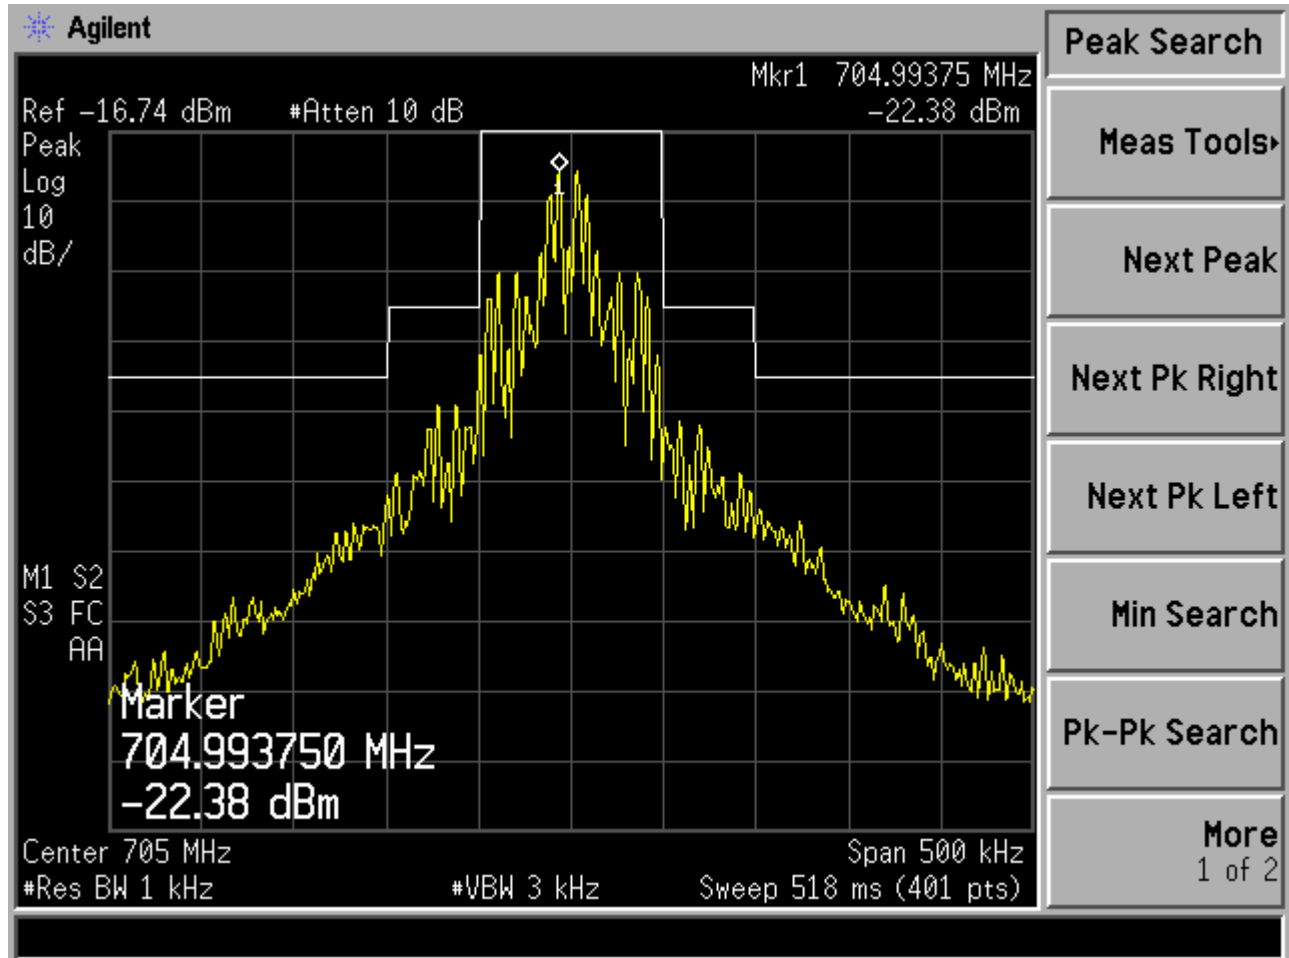 Agilent
Peak Search
Mkr1 704.99375 MHz
Ref -16.74 dBm #Atten 10 dB -22.38 dBm
Peak
Log
10
dB/
1
M1 S2
S3 FC
AA
Marker
704.993750 MHz
-22.38 dBm
Center 705 MHz Span 500 kHz
#Res BW 1 kHz #VBW 3 kHz Sweep 518 ms (401 pts)
Meas Tools
Next Peak
Next Pk Right
Next Pk Left
Min Search
Pk-Pk Search
More
1 of 2